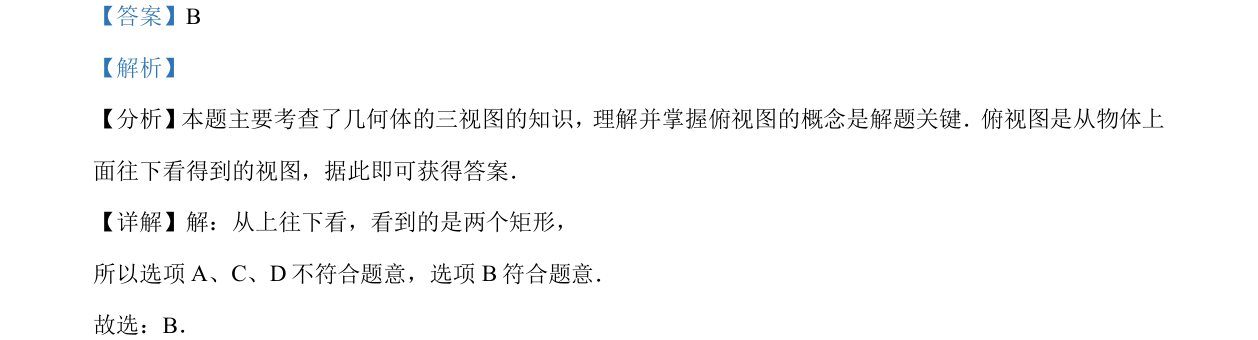 【答案】B
【解析】
【分析】本题主要考查了几何体的三视图的知识，理解并掌握俯视图的概念是解题关键．俯视图是从物体上
面往下看得到的视图，据此即可获得答案．
【详解】解：从上往下看，看到的是两个矩形，
所以选项 A、C、D 不符合题意，选项 B 符合题意．
故选：B．